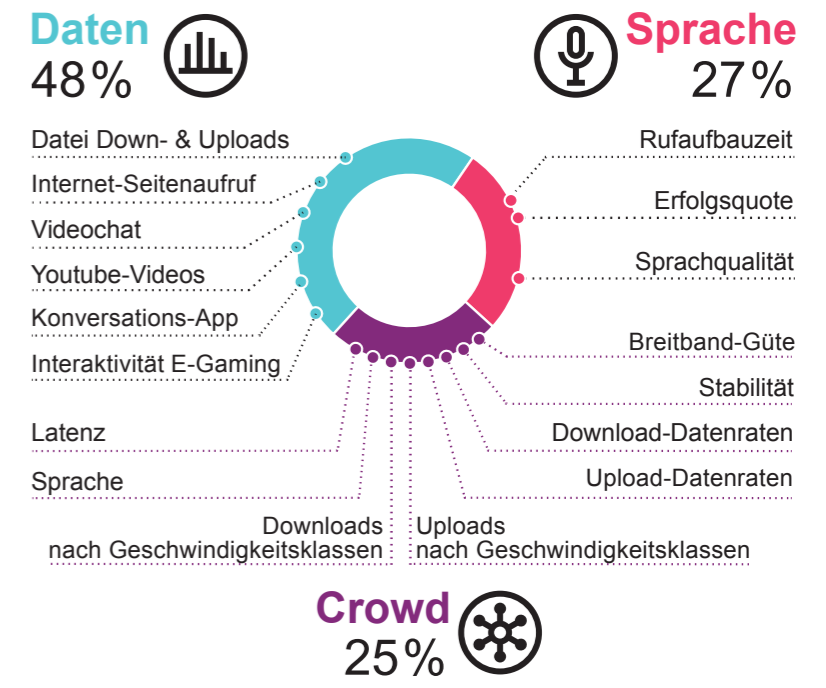 Daten
48%
Sprache
27%
Datei Down- & Uploads
Internet-Seitenaufruf
Videochat
Youtube-Videos
Konversations-App
Interaktivität E-Gaming
Rufaufbauzeit
Erfolgsquote
Sprachqualität
Breitband-Güte
Stabilität
Download-Datenraten
Upload-Datenraten
Latenz
Sprache
Downloads
nach Geschwindigkeitsklassen
Uploads
nach Geschwindigkeitsklassen
Crowd
25%